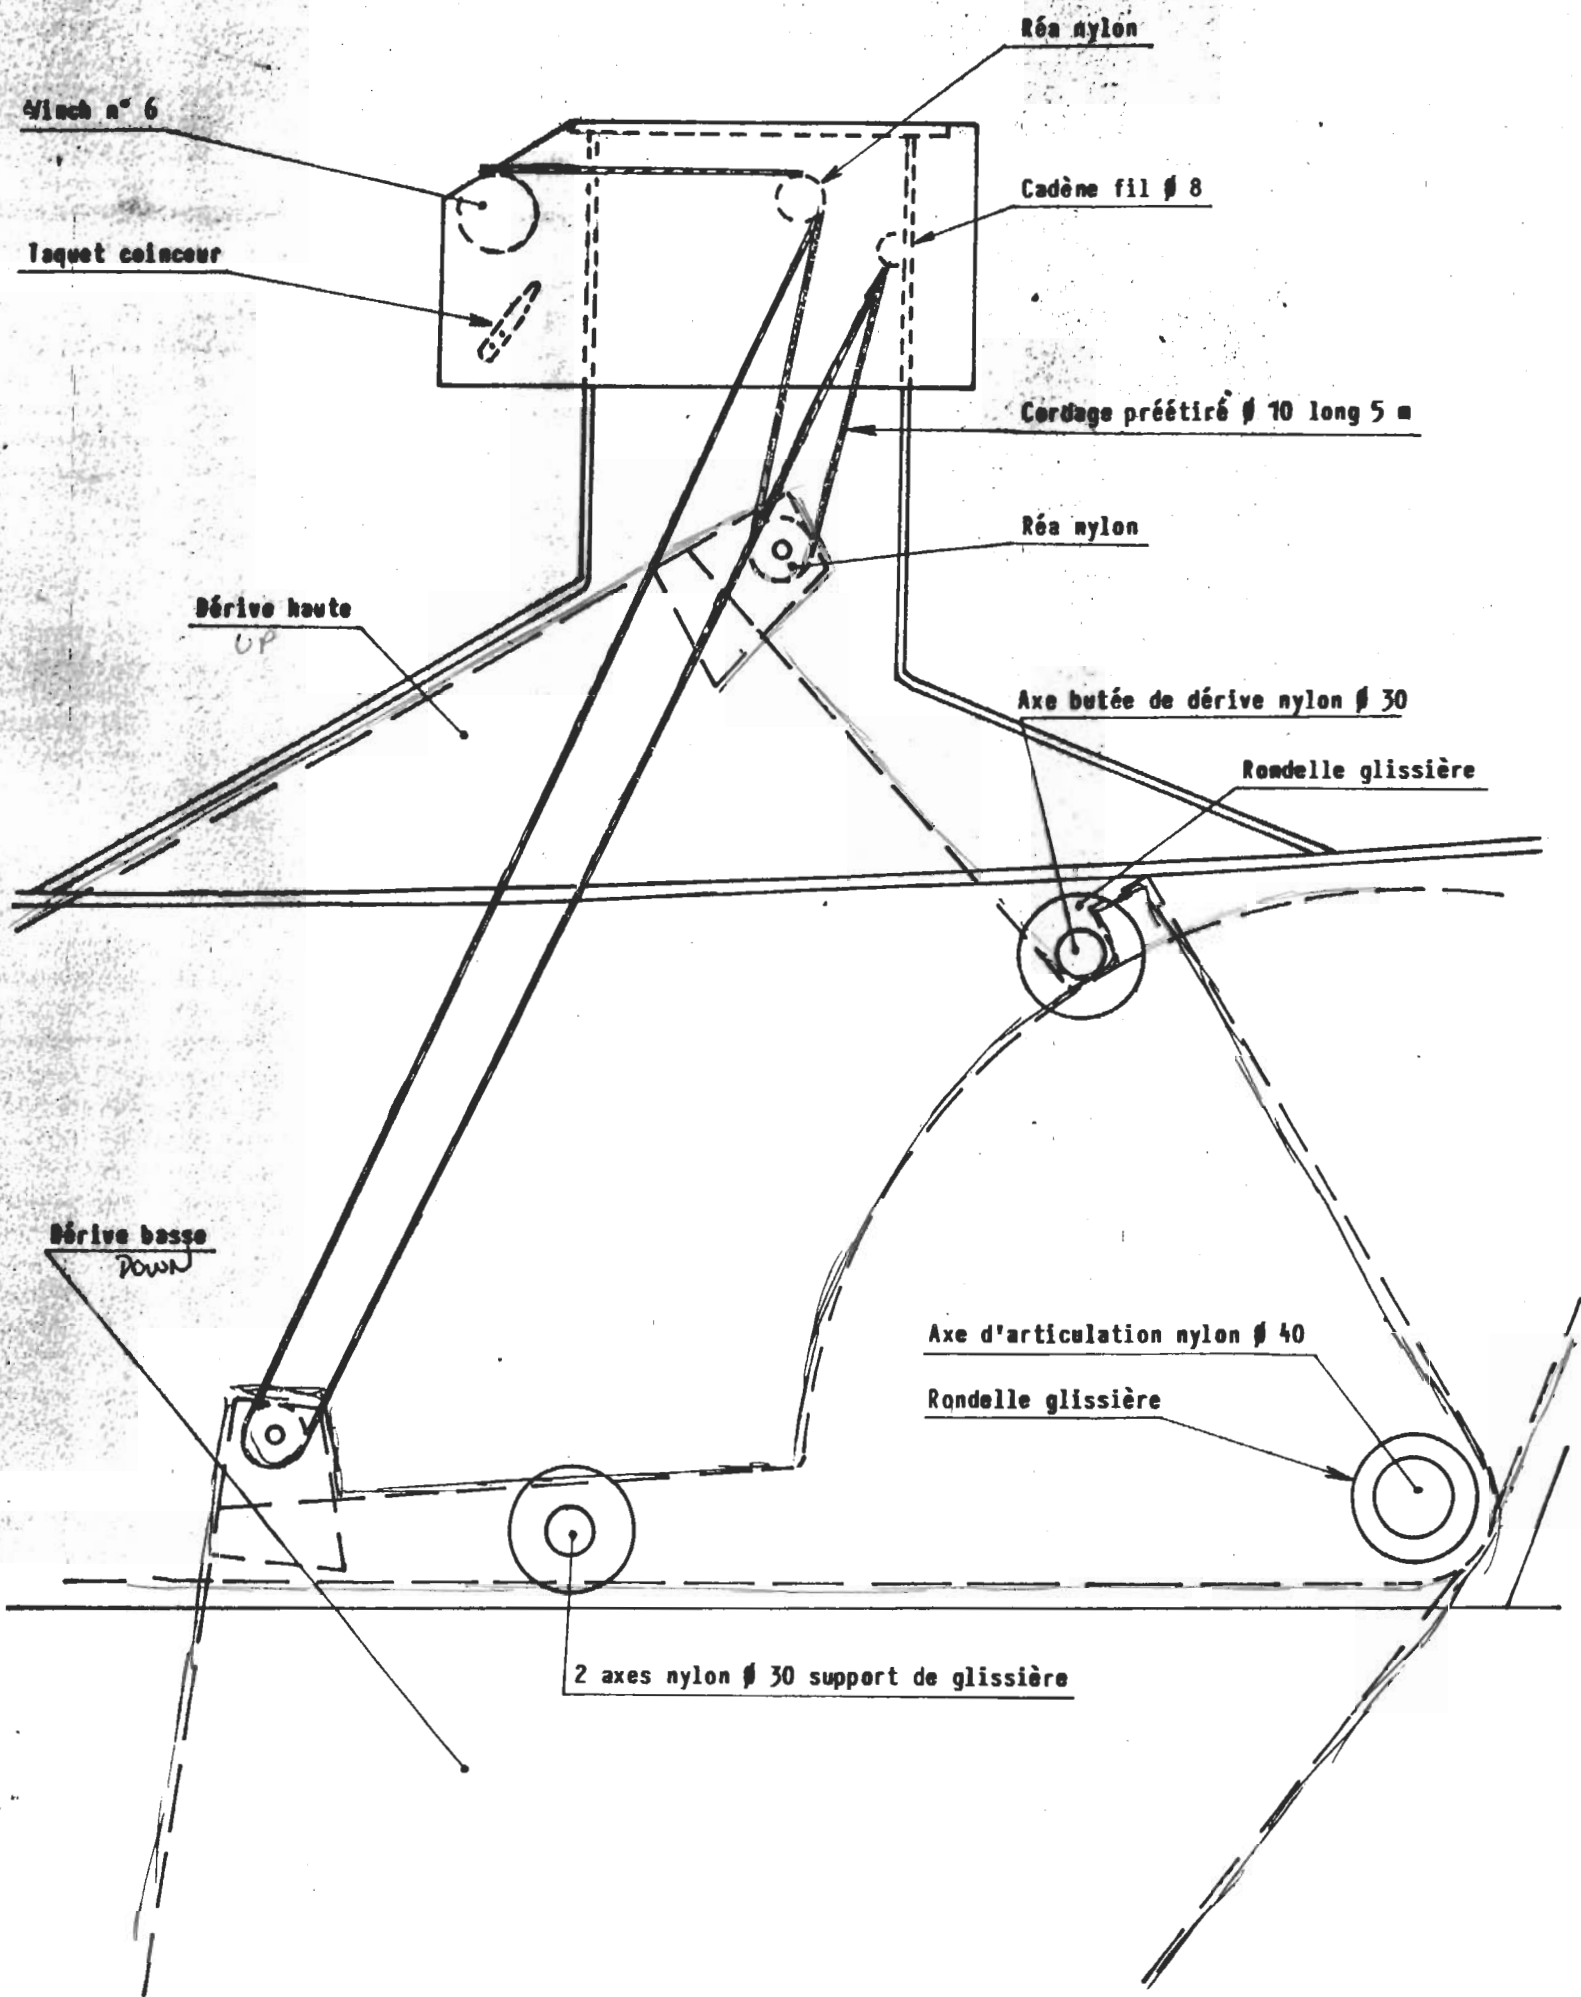 Réa nylon
Winch n° 6
Cadène fil ø 8
Taquet coinceur
Cordage préétiré ø 10 long 5 m
Réa nylon
Dérive haute
UP
Axe butée de dérive nylon ø 30
Rondelle glissière
Dérive basse
DOWN
Axe d'articulation nylon ø 40
Rondelle glissière
2 axes nylon ø 30 support de glissière